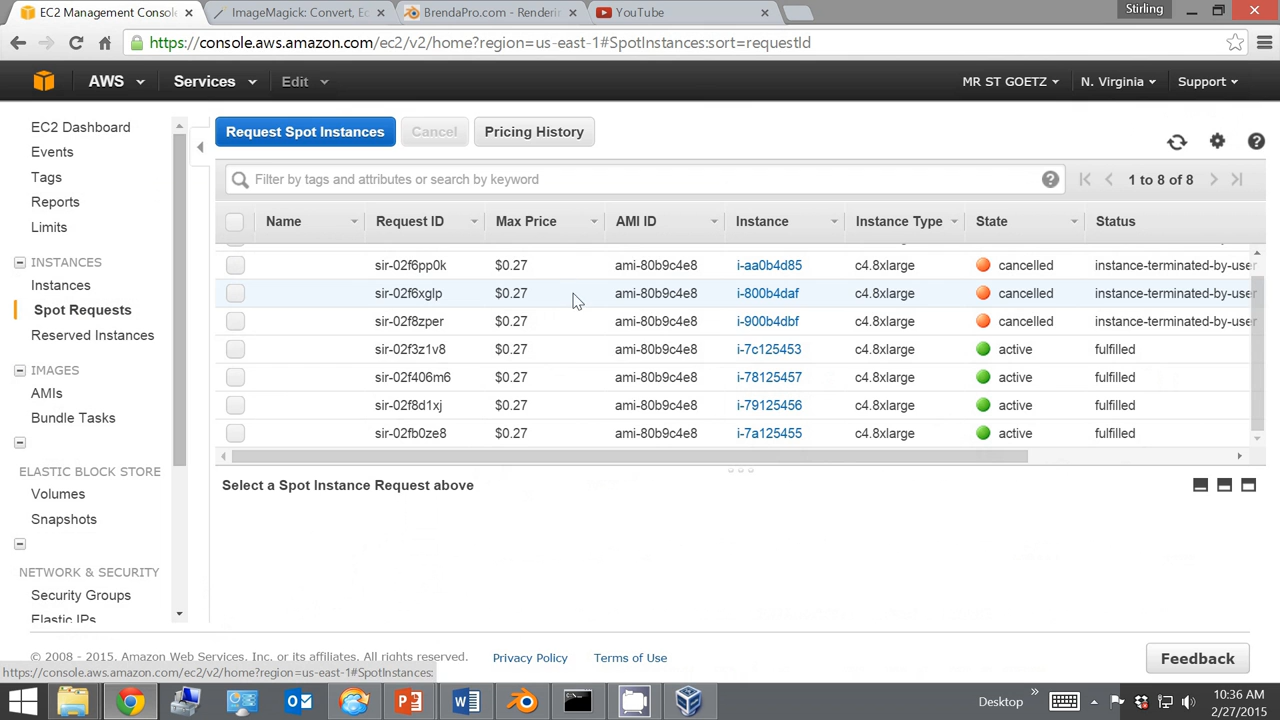 EC2 Management Conso
ImageMagick: Convert, Ec
BrendaPro.com - Renderin
YouTube
Stirling
https://console.aws.amazon.com/ec2/v2/home?region=us-east-1#SpotInstances:sort=requestId
AWS
Services
Edit
MR ST GOETZ
N. Virginia
Support
EC2 Dashboard
Events
Tags
Reports
Limits
INSTANCES
Instances
Spot Requests
Reserved Instances
IMAGES
AMIs
Bundle Tasks
ELASTIC BLOCK STORE
Volumes
Snapshots
NETWORK & SECURITY
Security Groups
Elastic IPs
Request Spot Instances Cancel Pricing History
Filter by tags and attributes or search by keyword
1 to 8 of 8
Name Request ID Max Price AMI ID Instance Instance Type State Status
sir-02f6pp0k $0.27 ami-80b9c4e8 i-aa0b4d85 c4.8xlarge cancelled instance-terminated-by-user
sir-02f6xglp $0.27 ami-80b9c4e8 i-800b4daf c4.8xlarge cancelled instance-terminated-by-user
sir-02f8zper $0.27 ami-80b9c4e8 i-900b4dbf c4.8xlarge cancelled instance-terminated-by-user
sir-02f3z1v8 $0.27 ami-80b9c4e8 i-7c125453 c4.8xlarge active fulfilled
sir-02f406m6 $0.27 ami-80b9c4e8 i-78125457 c4.8xlarge active fulfilled
sir-02f8d1xj $0.27 ami-80b9c4e8 i-79125456 c4.8xlarge active fulfilled
sir-02fb0ze8 $0.27 ami-80b9c4e8 i-7a125455 c4.8xlarge active fulfilled
Select a Spot Instance Request above
© 2008 - 2015, Amazon Web Services, Inc. or its affiliates. All rights reserved. Privacy Policy Terms of Use
Feedback
https://console.aws.amazon.com/ec2/v2/home?region=us-east-1#SpotInstances:
Desktop
10:36 AM
2/27/2015